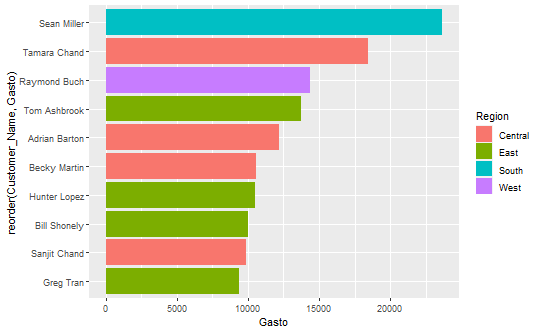 reorder(Customer_Name, Gasto)
Sean Miller
Tamara Chand
Raymond Buch
Tom Ashbrook
Adrian Barton
Becky Martin
Hunter Lopez
Bill Shonely
Sanjit Chand
Greg Tran
0 5000 10000 15000 20000
Gasto
Region
Central
East
South
West